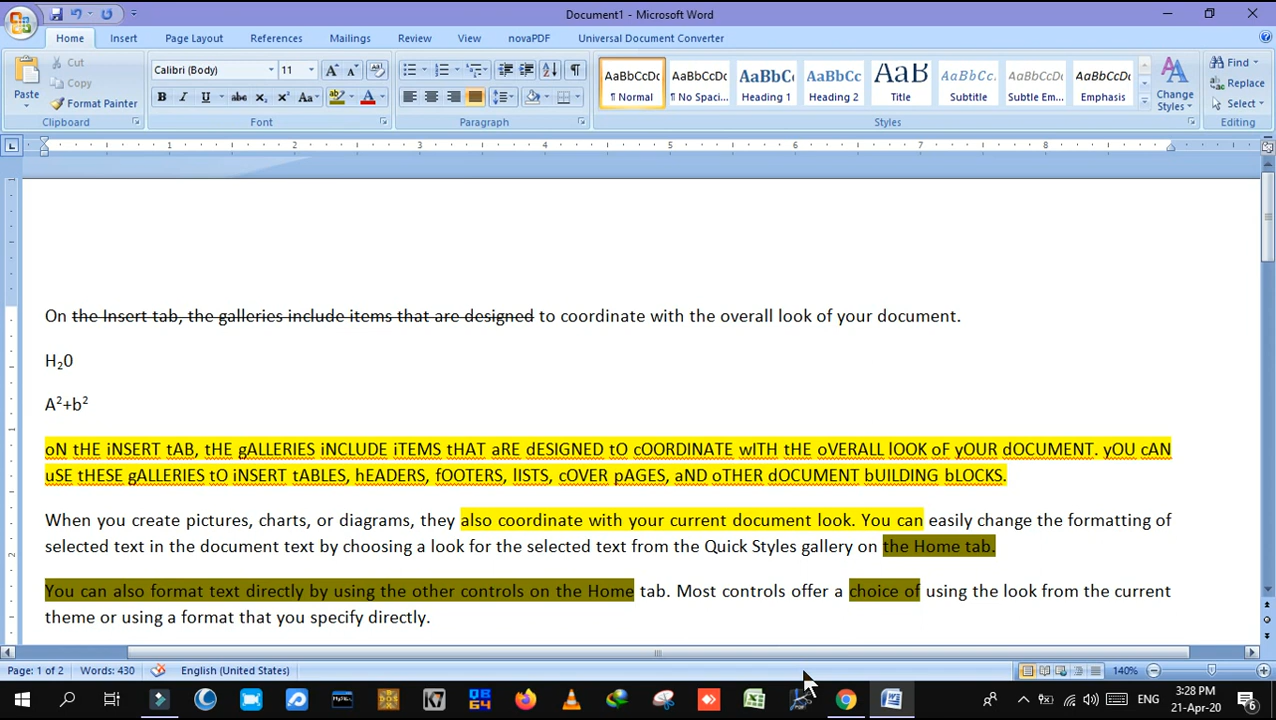 Document1 - Microsoft Word
Home Insert Page Layout References Mailings Review View novaPDF Universal Document Converter
Paste
Cut
Copy
Format Painter
Clipboard
Calibri (Body) 11
Font
Paragraph
AaBbCcDc AaBbCcDc AaBbC AaBbCc AaB AaBbCc. AaBbCcDc AaBbCcDc
¶ Normal ¶ No Spaci... Heading 1 Heading 2 Title Subtitle Subtle Em... Emphasis
Change Styles
Styles
Find
Replace
Select
Editing
1 2 3 4 5 6 7 8
On the Insert tab, the galleries include items that are designed to coordinate with the overall look of your document.
H₂0
A²+b²
oN tHE iNSERT tAB, tHE gALLERIES iNCLUDE iTEMS tHAT aRE dESIGNED tO cOORDINATE wITH tHE oVERALL lOOK oF yOUR dOCUMENT. yOU cAN
uSE tHESE gALLERIES tO iNSERT tABLES, hEADERS, fOOTERS, lISTS, cOVER pAGES, aND oTHER dOCUMENT bUILDING bLOCKS.
When you create pictures, charts, or diagrams, they also coordinate with your current document look. You can easily change the formatting of
selected text in the document text by choosing a look for the selected text from the Quick Styles gallery on the Home tab.
You can also format text directly by using the other controls on the Home tab. Most controls offer a choice of using the look from the current
theme or using a format that you specify directly.
Page: 1 of 2 Words: 430 English (United States) 140%
ENG
3:28 PM
21-Apr-20